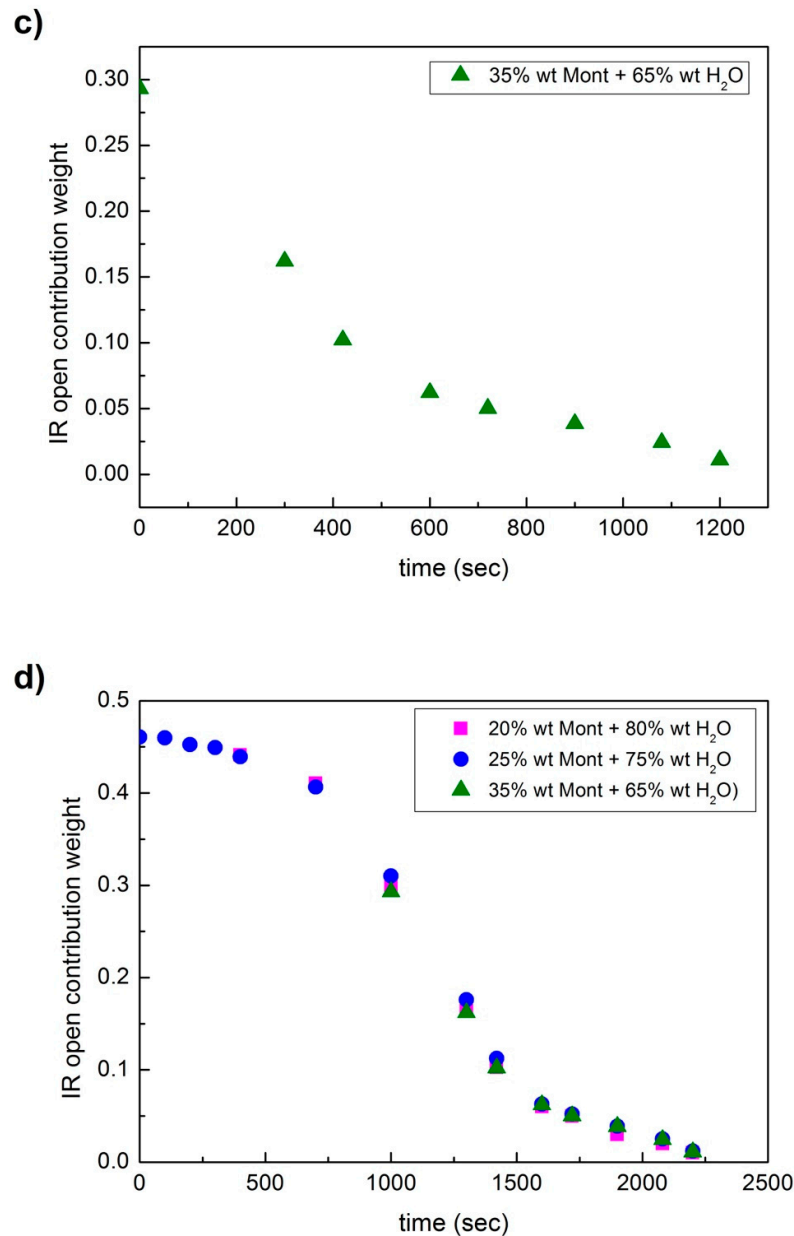 c)
35% wt Mont + 65% wt H₂O
IR open contribution weight
0.30
0.25
0.20
0.15
0.10
0.05
0.00
0 200 400 600 800 1000 1200
time (sec)
d)
20% wt Mont + 80% wt H₂O
25% wt Mont + 75% wt H₂O
35% wt Mont + 65% wt H₂O)
IR open contribution weight
0.5
0.4
0.3
0.2
0.1
0.0
0 500 1000 1500 2000 2500
time (sec)